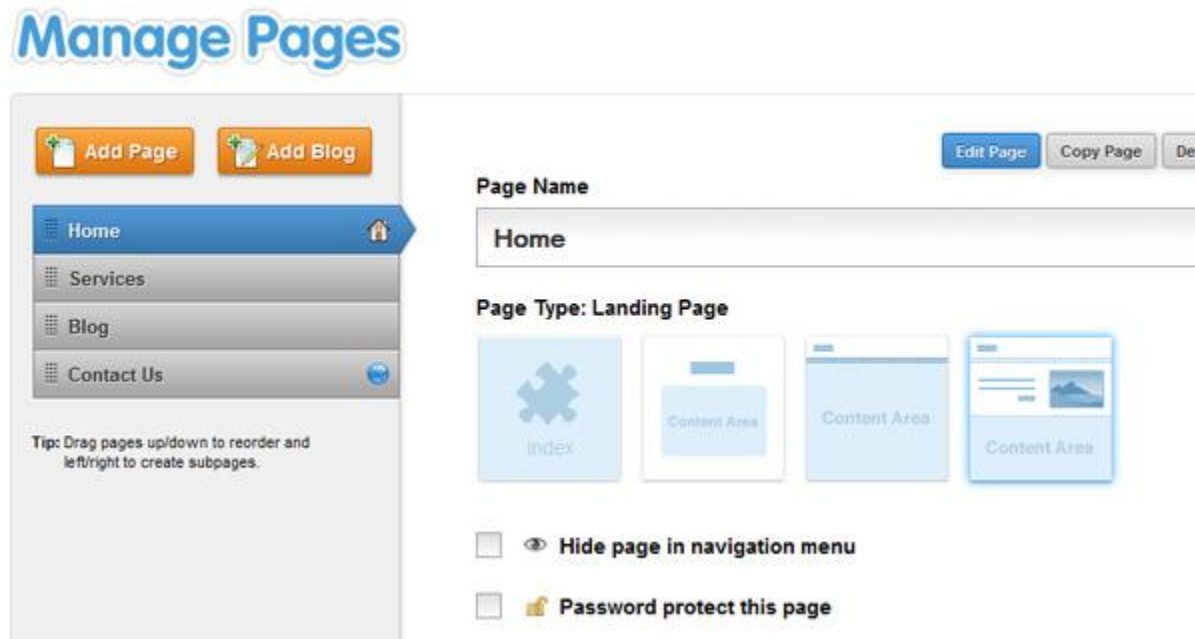 Manage Pages
Add Page
Add Blog
Edit Page
Copy Page
De
Page Name
Home
Home
Services
Blog
Contact Us
Page Type: Landing Page
index
Content Area
Content Area
Content Area
Tip: Drag pages up/down to reorder and
left/right to create subpages.
Hide page in navigation menu
Password protect this page